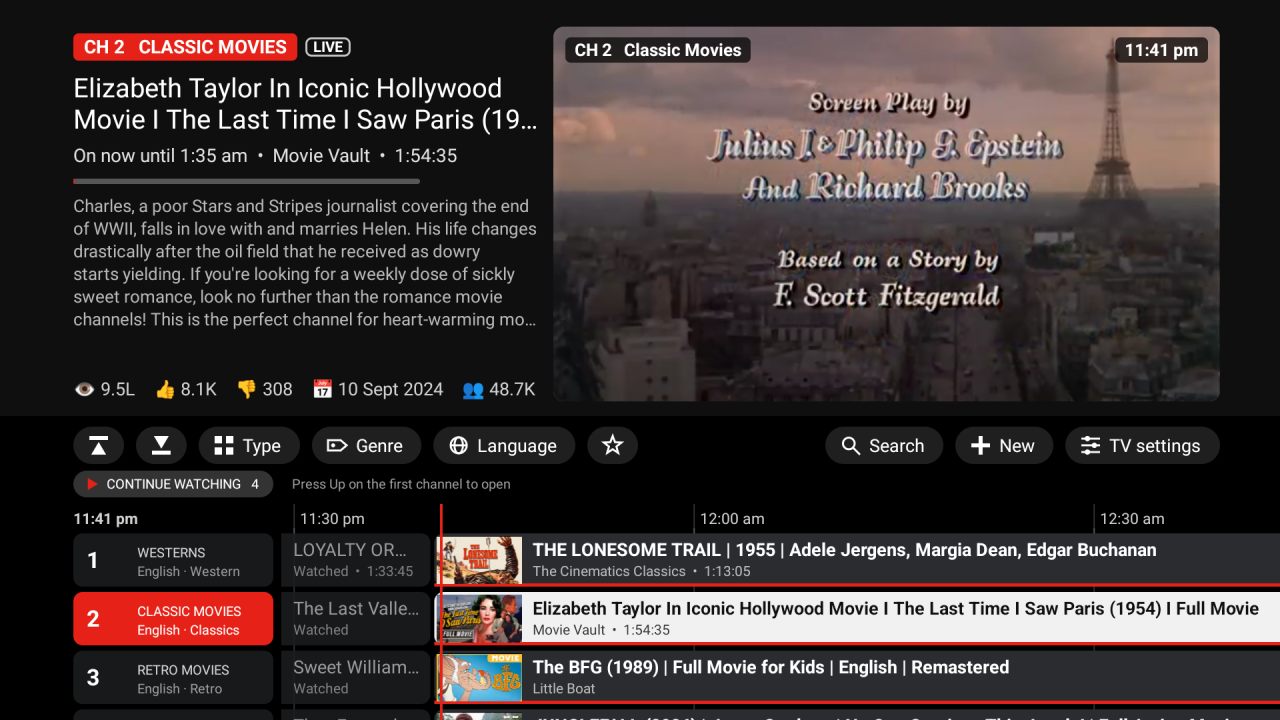 CH 2 CLASSIC MOVIES LIVE
Elizabeth Taylor In Iconic Hollywood
Movie I The Last Time I Saw Paris (19…
On now until 1:35 am • Movie Vault • 1:54:35
Charles, a poor Stars and Stripes journalist covering the end
of WWII, falls in love with and marries Helen. His life changes
drastically after the oil field that he received as dowry
starts yielding. If you're looking for a weekly dose of sickly
sweet romance, look no further than the romance movie
channels! This is the perfect channel for heart-warming mo…
9.5L 8.1K 308 10 Sept 2024 48.7K
CH 2 Classic Movies 11:41 pm
Screen Play by
Julius J. & Philip G. Epstein
And Richard Brooks
Based on a Story by
F. Scott Fitzgerald
Type Genre Language Search New TV settings
CONTINUE WATCHING 4 Press Up on the first channel to open
11:41 pm 11:30 pm 12:00 am 12:30 am
1 WESTERNS
English · Western
LOYALTY OR…
Watched • 1:33:45
THE LONESOME TRAIL | 1955 | Adele Jergens, Margia Dean, Edgar Buchanan
The Cinematics Classics • 1:13:05
2 CLASSIC MOVIES
English · Classics
The Last Valle…
Watched
FULL MOVIE
Elizabeth Taylor In Iconic Hollywood Movie I The Last Time I Saw Paris (1954) I Full Movie
Movie Vault • 1:54:35
3 RETRO MOVIES
English · Retro
Sweet William…
Watched
MOVIE
THE BFG
The BFG (1989) | Full Movie for Kids | English | Remastered
Little Boat